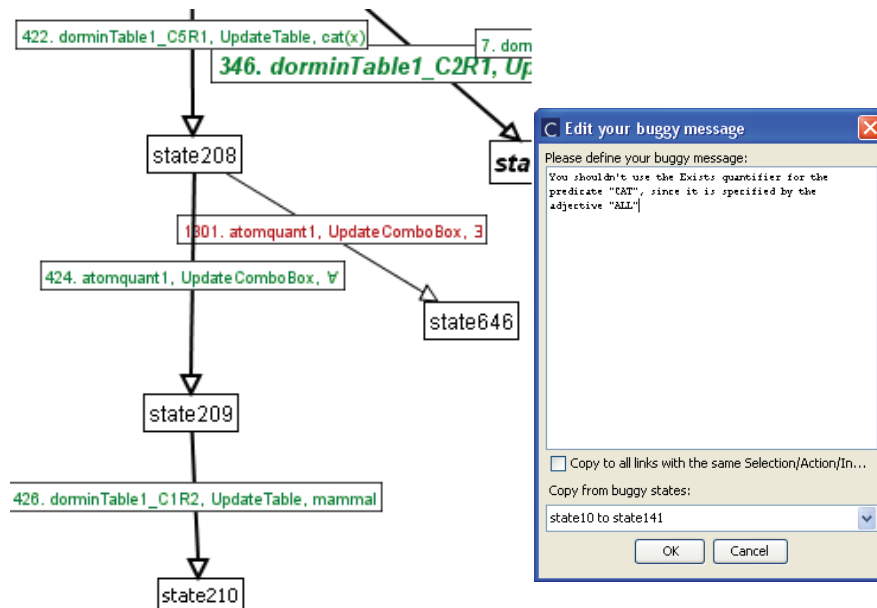 422. dorminTable1_C5R1, UpdateTable, cat(x)
7. dorm
346. dorminTable1_C2R1, Up
state208
sta
1301. atomquant1, UpdateComboBox, ∃
424. atomquant1, UpdateComboBox, ∀
state646
state209
426. dorminTable1_C1R2, UpdateTable, mammal
state210
Edit your buggy message
Please define your buggy message:
You shouldn't use the Exists quantifier for the
predicate "CAT", since it is specified by the
adjective "ALL"
Copy to all links with the same Selection/Action/In...
Copy from buggy states:
state10 to state141
OK
Cancel